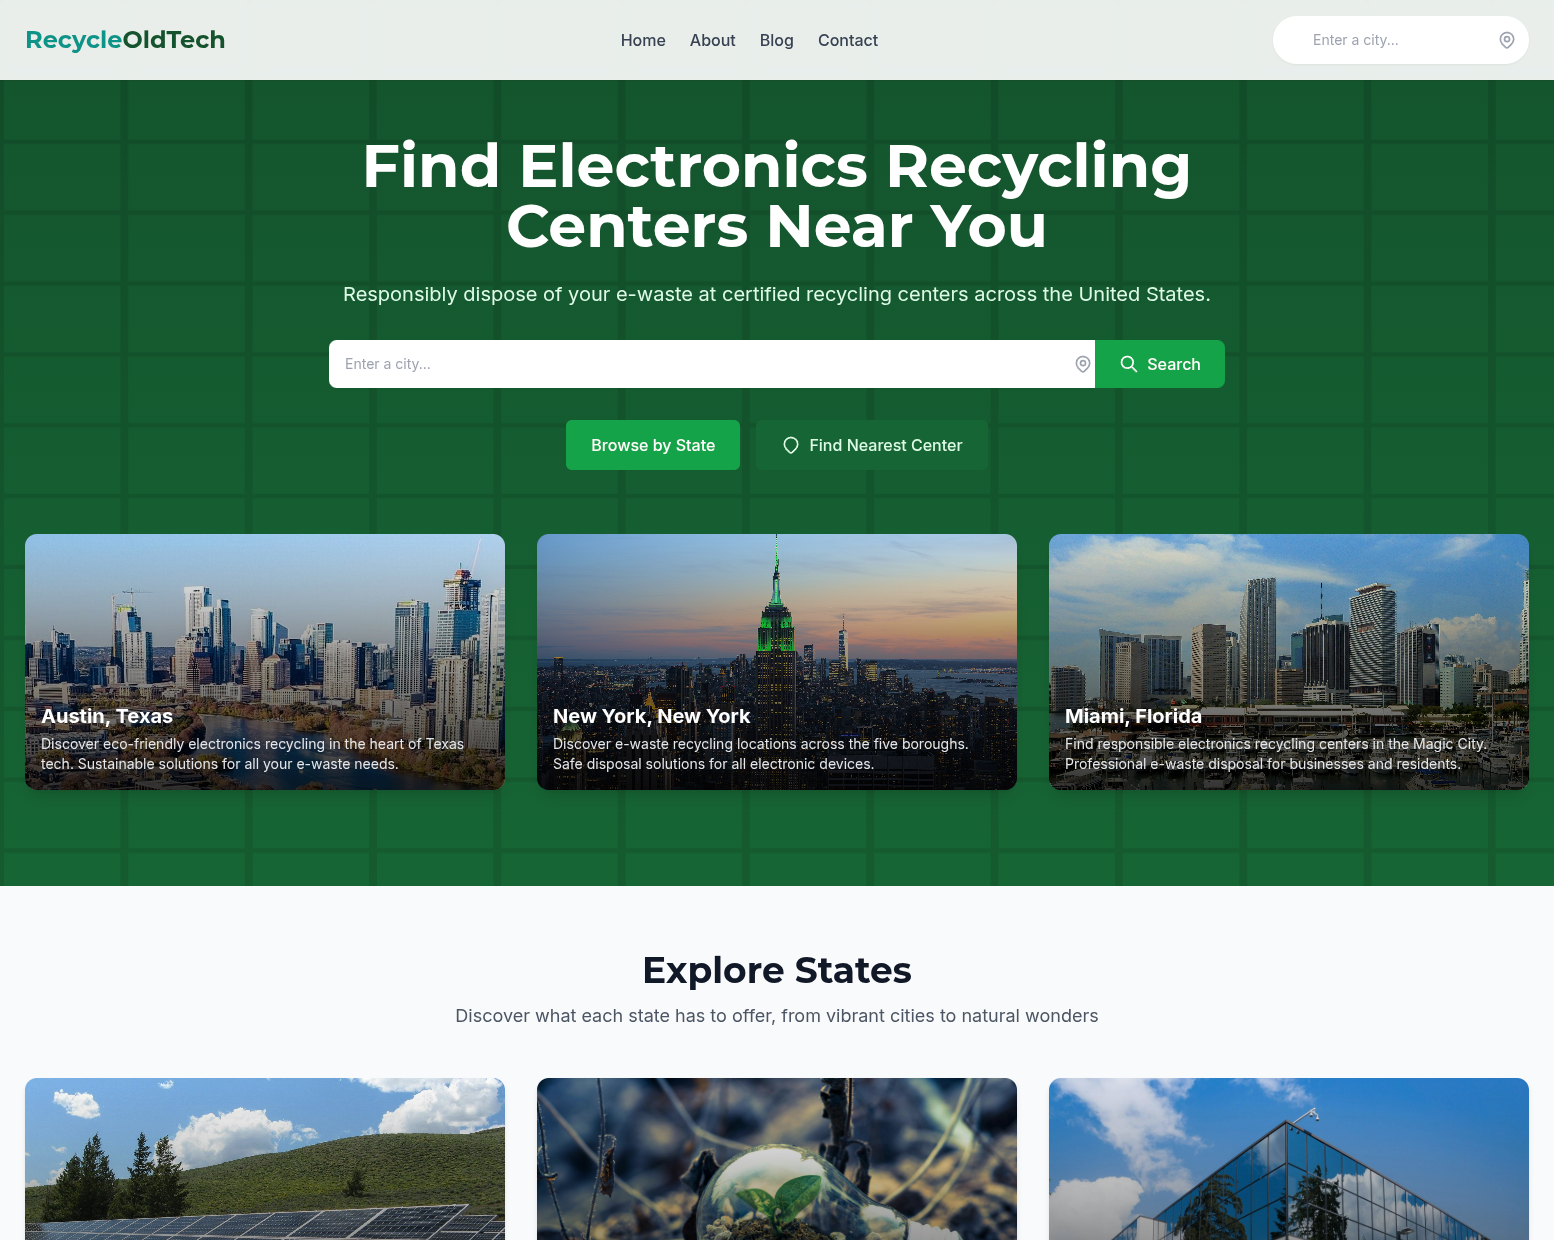 RecycleOldTech
Home
About
Blog
Contact
Enter a city...
Find Electronics Recycling
Centers Near You
Responsibly dispose of your e-waste at certified recycling centers across the United States.
Enter a city...
Search
Browse by State
Find Nearest Center
Austin, Texas
Discover eco-friendly electronics recycling in the heart of Texas
tech. Sustainable solutions for all your e-waste needs.
New York, New York
Discover e-waste recycling locations across the five boroughs.
Safe disposal solutions for all electronic devices.
Miami, Florida
Find responsible electronics recycling centers in the Magic City.
Professional e-waste disposal for businesses and residents.
Explore States
Discover what each state has to offer, from vibrant cities to natural wonders